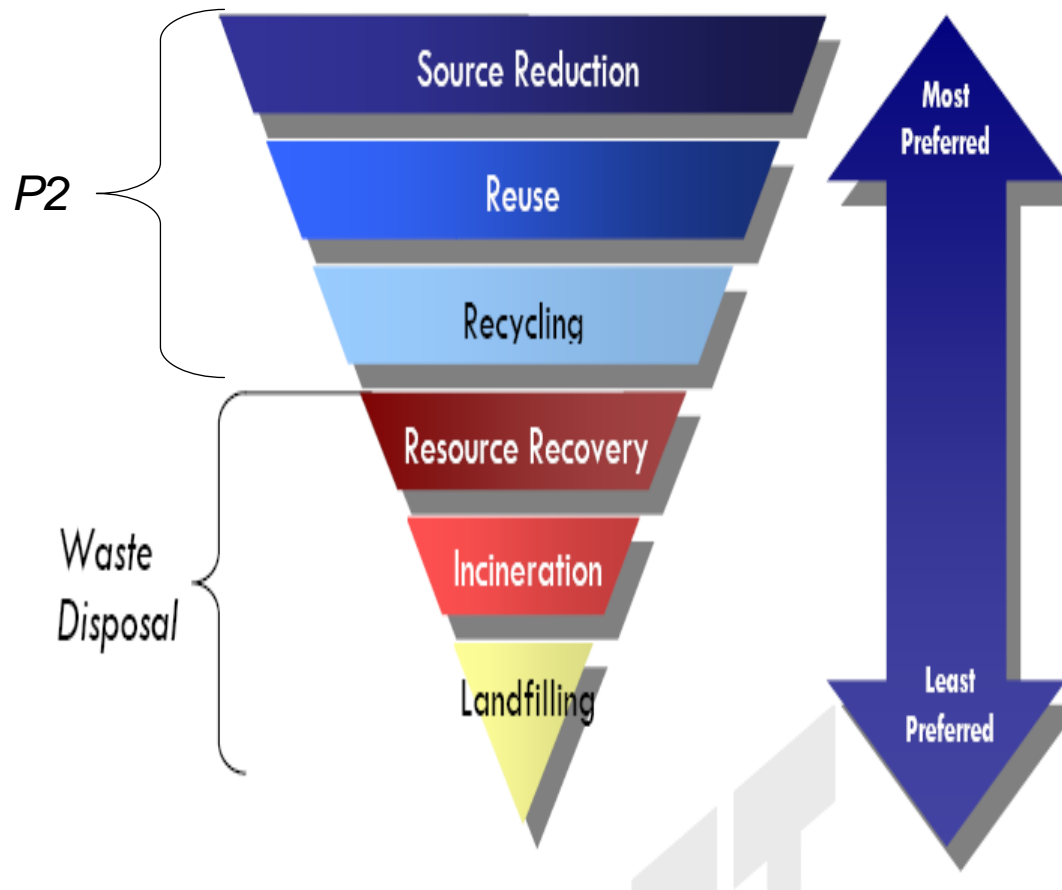 Source Reduction
Most
Preferred
P2
Reuse
Recycling
Resource Recovery
Waste
Disposal
Incineration
Landfilling
Least
Preferred